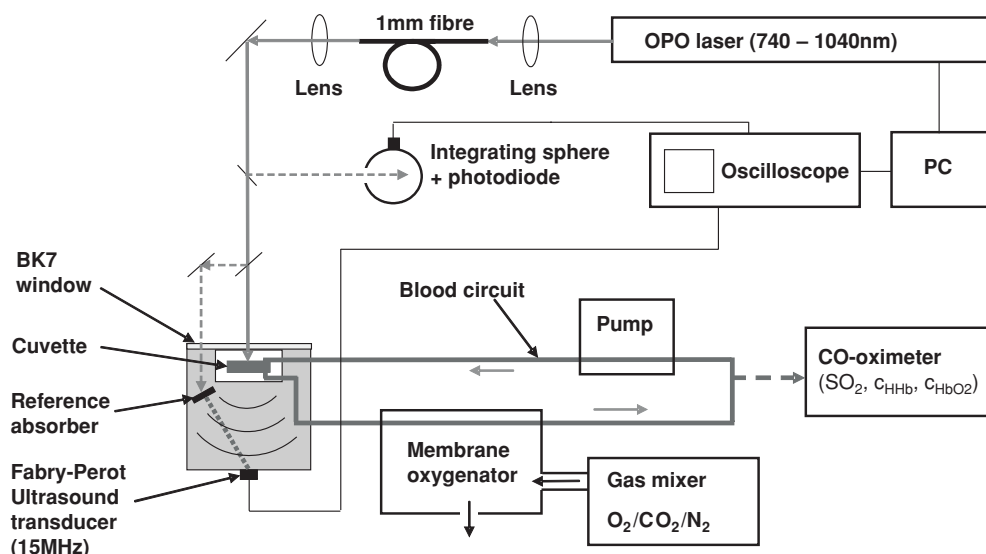 1mm fibre
OPO laser (740 – 1040nm)
Lens
Lens
Integrating sphere
+ photodiode
Oscilloscope
PC
BK7
window
Blood circuit
Pump
Cuvette
CO-oximeter
(SO₂, cHHb, cHbO2)
Reference
absorber
Membrane
oxygenator
Gas mixer
O₂/CO₂/N₂
Fabry-Perot
Ultrasound
transducer
(15MHz)